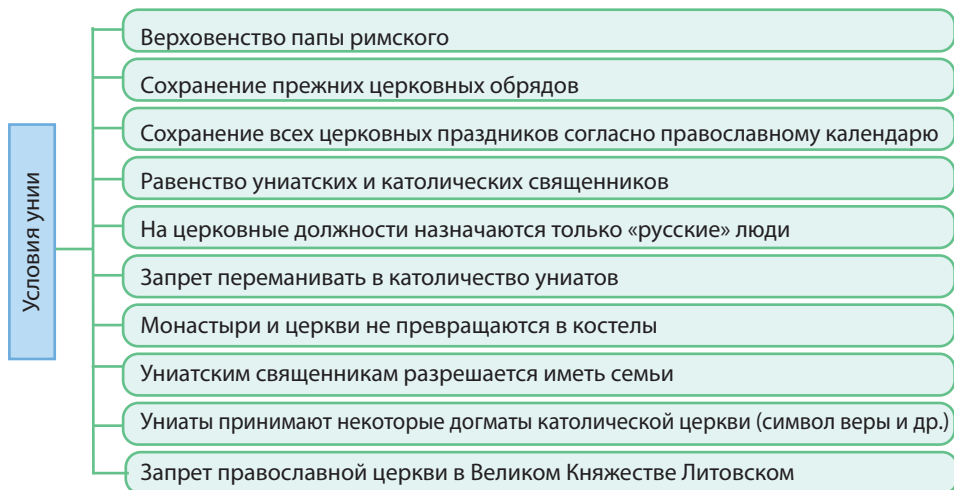 Условия унии
Верховенство папы римского
Сохранение прежних церковных обрядов
Сохранение всех церковных праздников согласно православному календарю
Равенство униатских и католических священников
На церковные должности назначаются только «русские» люди
Запрет переманивать в католичество униатов
Монастыри и церкви не превращаются в костелы
Униатским священникам разрешается иметь семьи
Униаты принимают некоторые догматы католической церкви (символ веры и др.)
Запрет православной церкви в Великом Княжестве Литовском